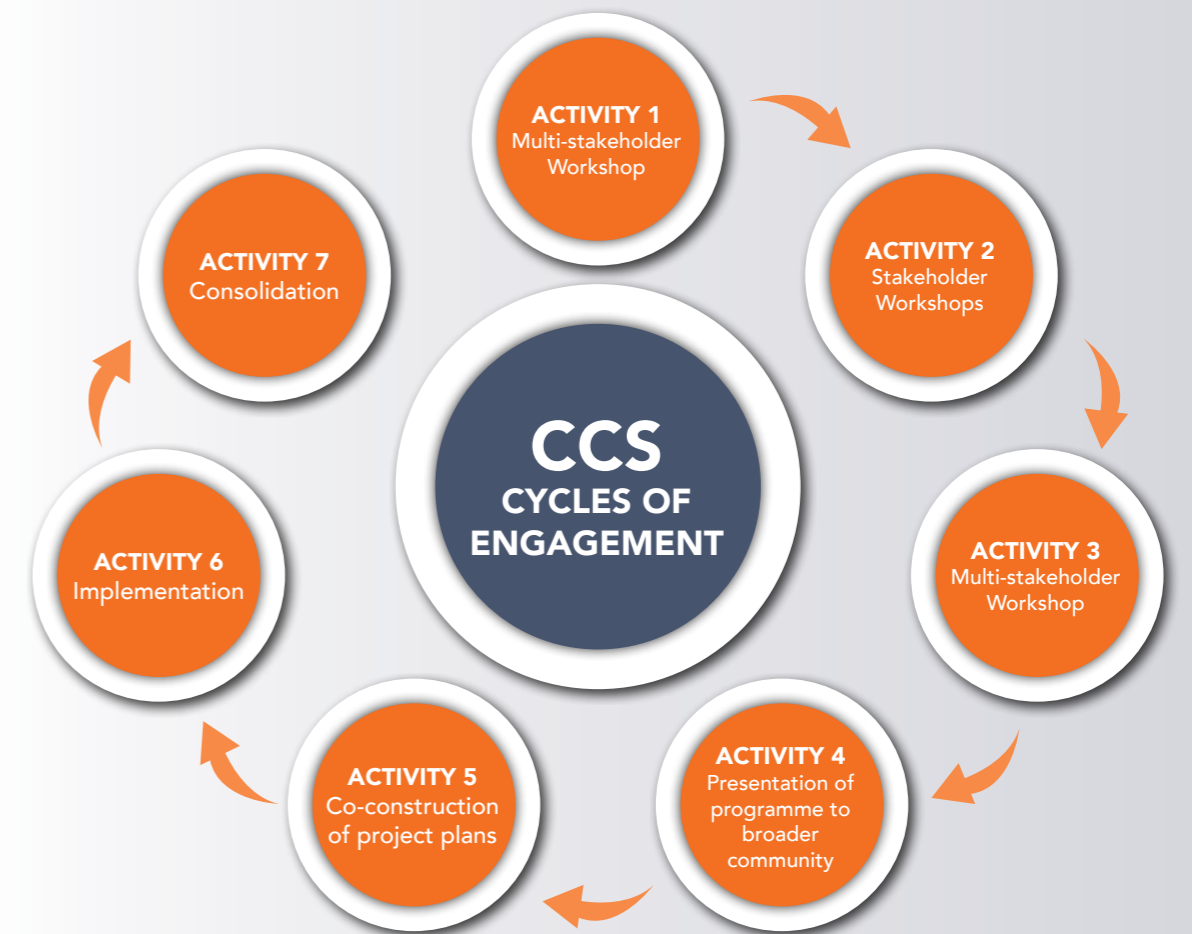 ACTIVITY 1
Multi-stakeholder
Workshop
ACTIVITY 2
Stakeholder
Workshops
ACTIVITY 3
Multi-stakeholder
Workshop
ACTIVITY 4
Presentation of
programme to
broader
community
ACTIVITY 5
Co-construction
of project plans
ACTIVITY 6
Implementation
ACTIVITY 7
Consolidation
CCS
CYCLES OF
ENGAGEMENT